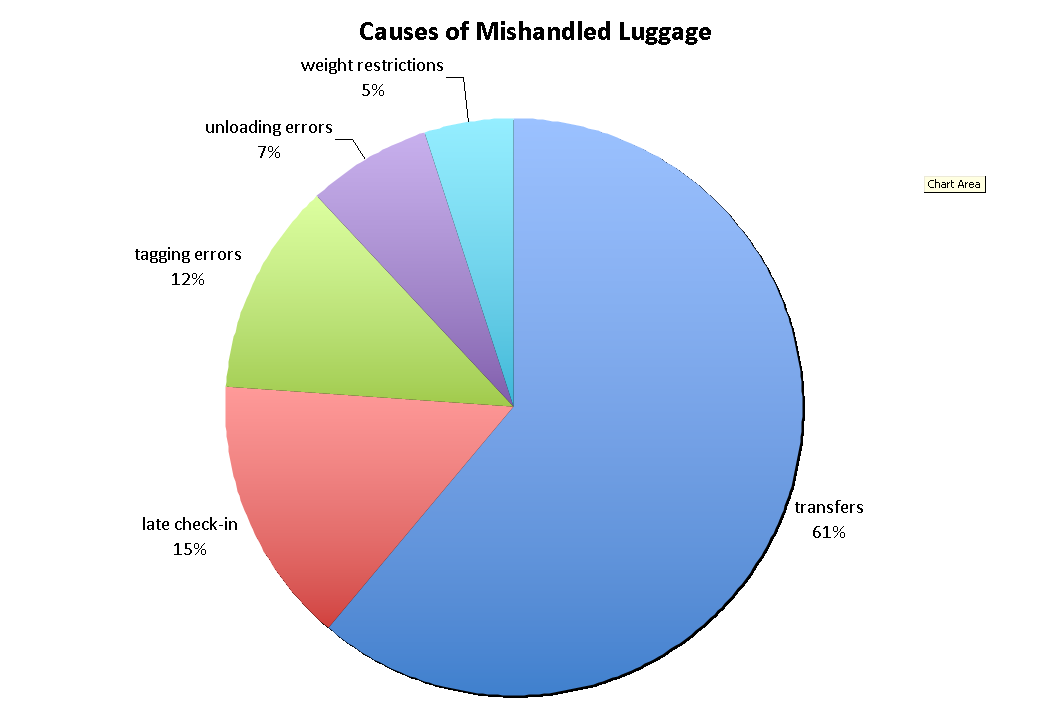 Causes of Mishandled Luggage
weight restrictions
5%
unloading errors
7%
Chart Area
tagging errors
12%
transfers
61%
late check-in
15%